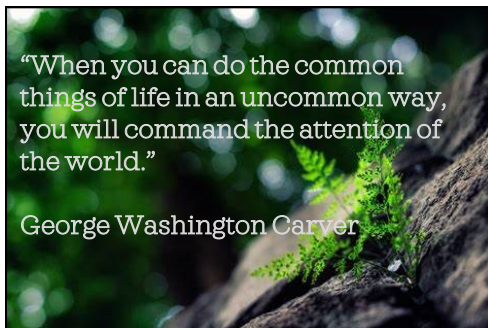 “When you can do the common
things of life in an uncommon way,
you will command the attention of
the world.”
George Washington Carver